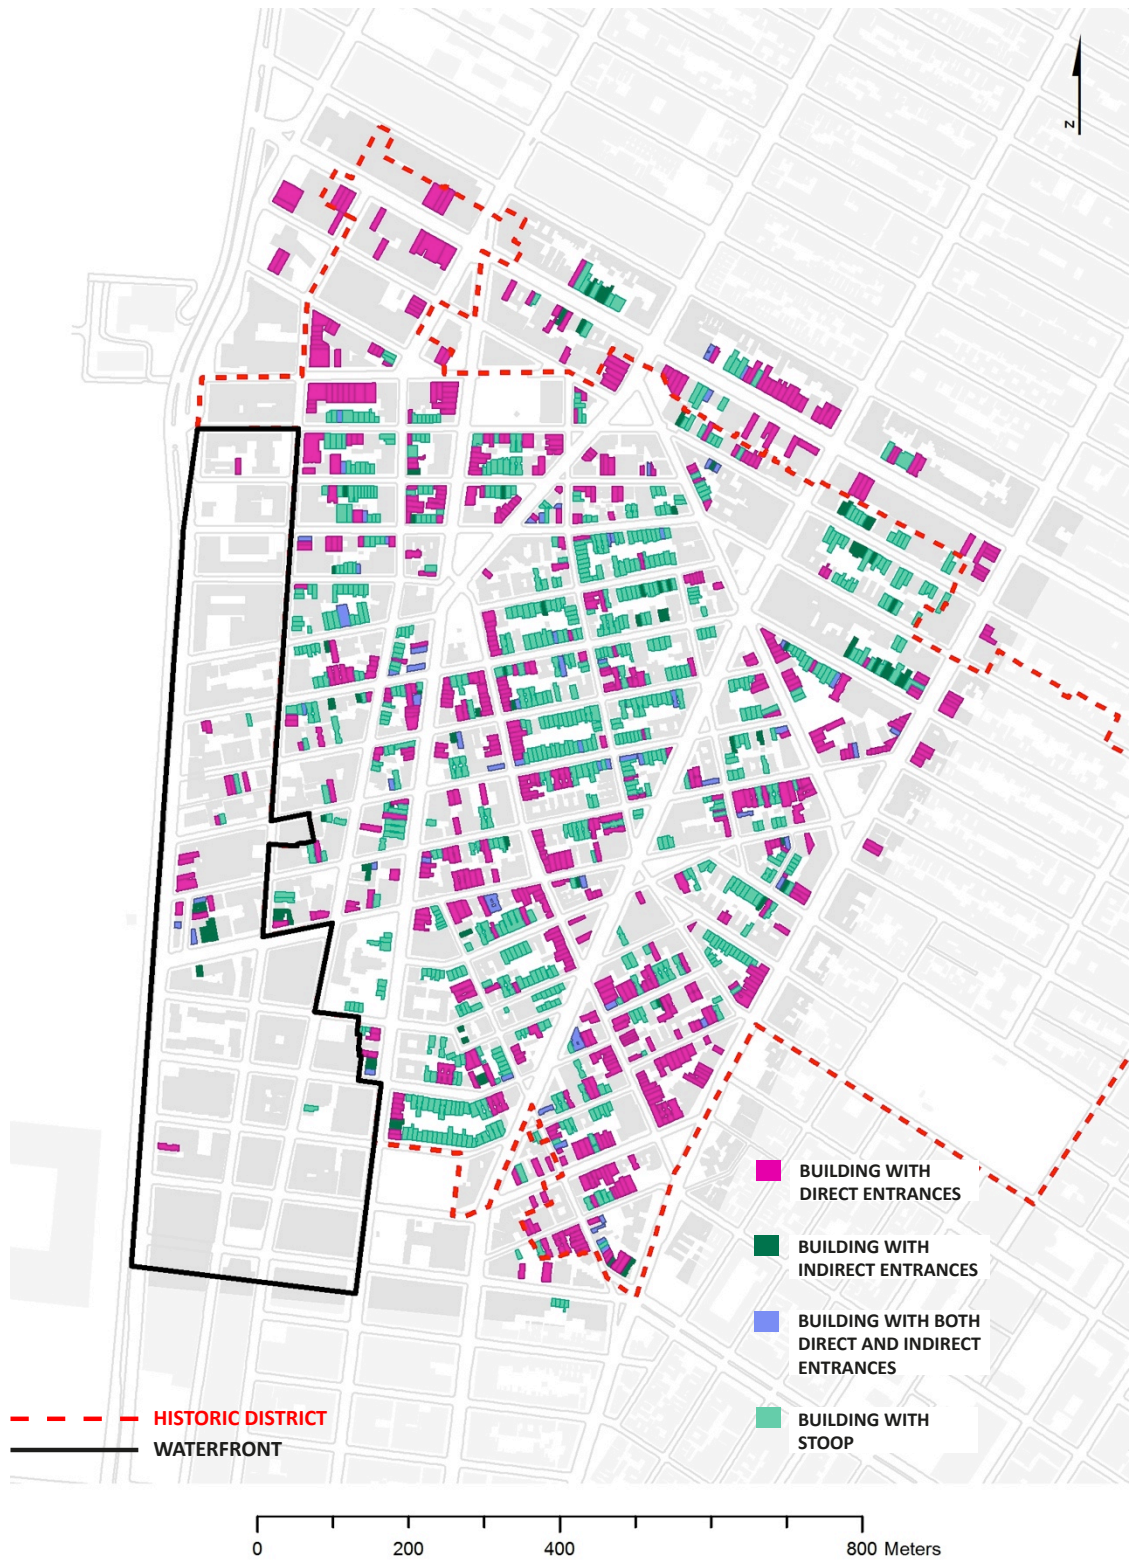 N
BUILDING WITH
DIRECT ENTRANCES
BUILDING WITH
INDIRECT ENTRANCES
BUILDING WITH BOTH
DIRECT AND INDIRECT
ENTRANCES
BUILDING WITH
STOOP
HISTORIC DISTRICT
WATERFRONT
0 200 400 800 Meters